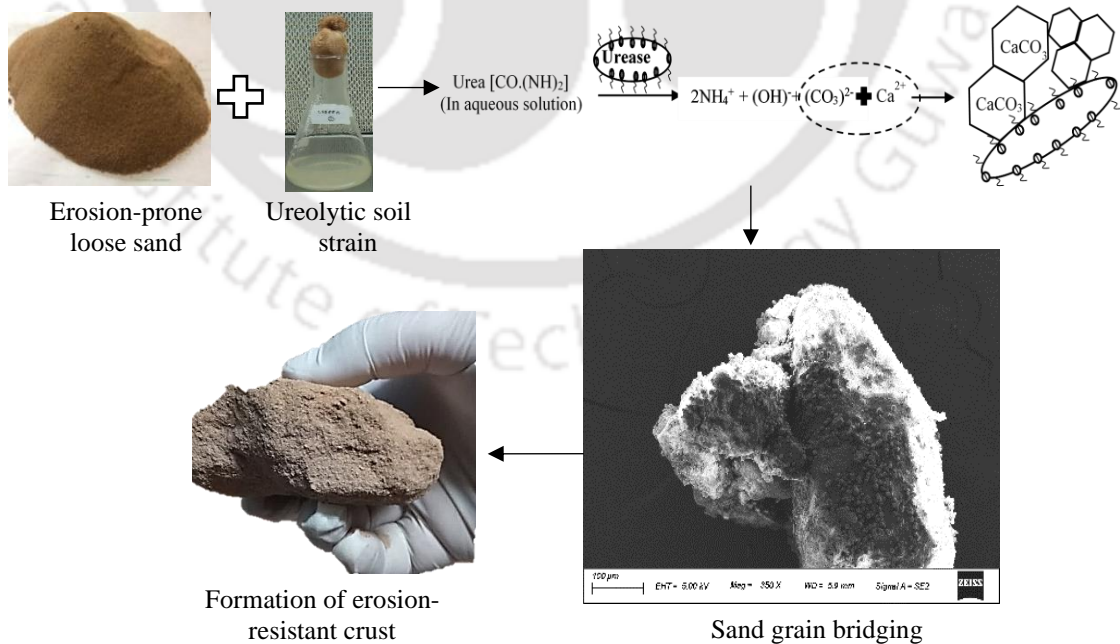 Urease
Urea [CO.(NH)₂]
(In aqueous solution)
2NH₄⁺ + (OH)⁻+ (CO₃)²⁻ + Ca²⁺
CaCO₃
CaCO₃
Erosion-prone
loose sand
Ureolytic soil
strain
100 µm
EHT = 5.00 kV
Mag = 350 X
WD = 5.9 mm
Signal A = SE2
ZEISS
Formation of erosion-
resistant crust
Sand grain bridging